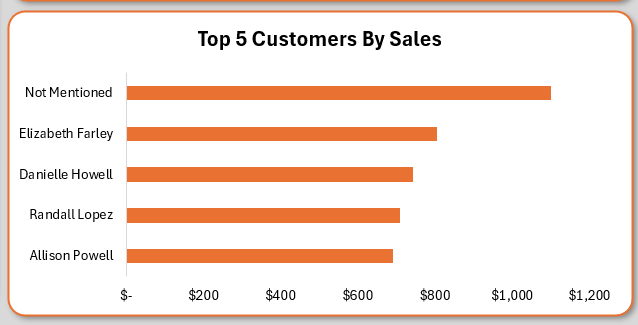 Top 5 Customers By Sales
Not Mentioned
Elizabeth Farley
Danielle Howell
Randall Lopez
Allison Powell
$- $200 $400 $600 $800 $1,000 $1,200